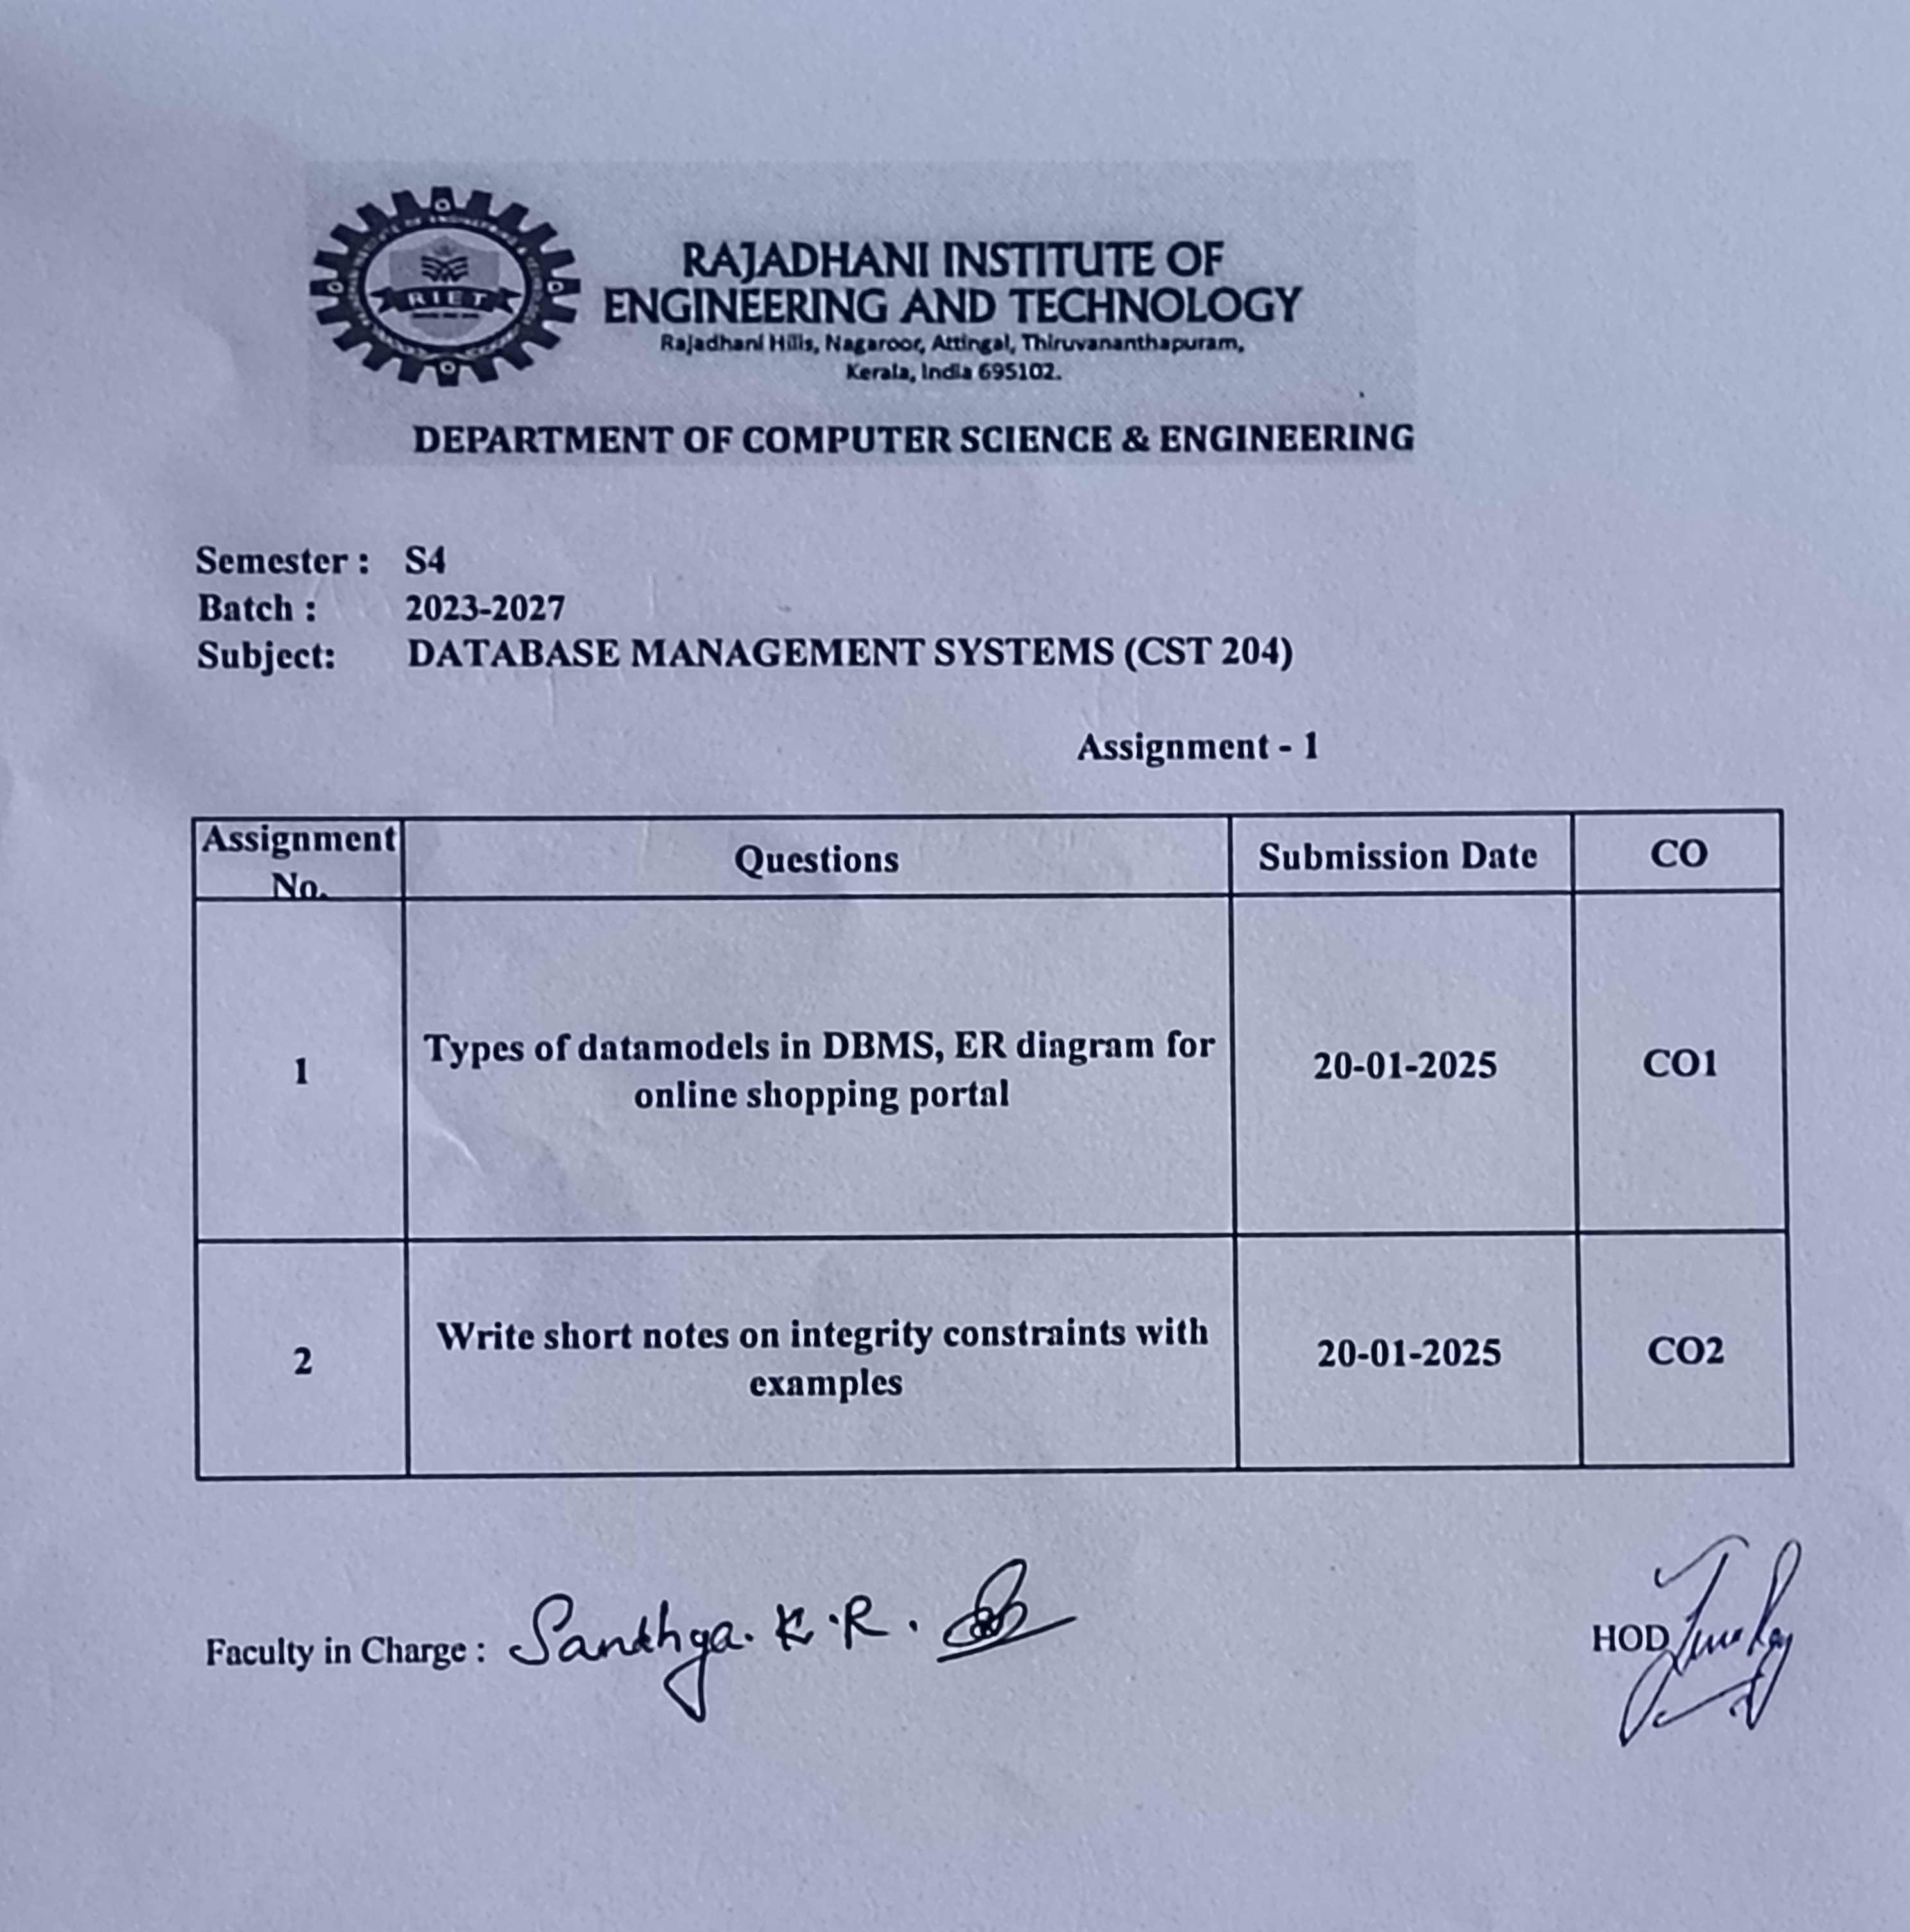 RIET
RAJADHANI INSTITUTE OF
ENGINEERING AND TECHNOLOGY
Rajadhani Hills, Nagaroor, Attingal, Thiruvananthapuram,
Kerala, India 695102.
DEPARTMENT OF COMPUTER SCIENCE & ENGINEERING
Semester : S4
Batch : 2023-2027
Subject: DATABASE MANAGEMENT SYSTEMS (CST 204)
Assignment - 1
Assignment
No.
Questions
Submission Date
CO
1
Types of datamodels in DBMS, ER diagram for
online shopping portal
20-01-2025
CO1
2
Write short notes on integrity constraints with
examples
20-01-2025
CO2
Faculty in Charge : Sandhya. K.R.
HOD